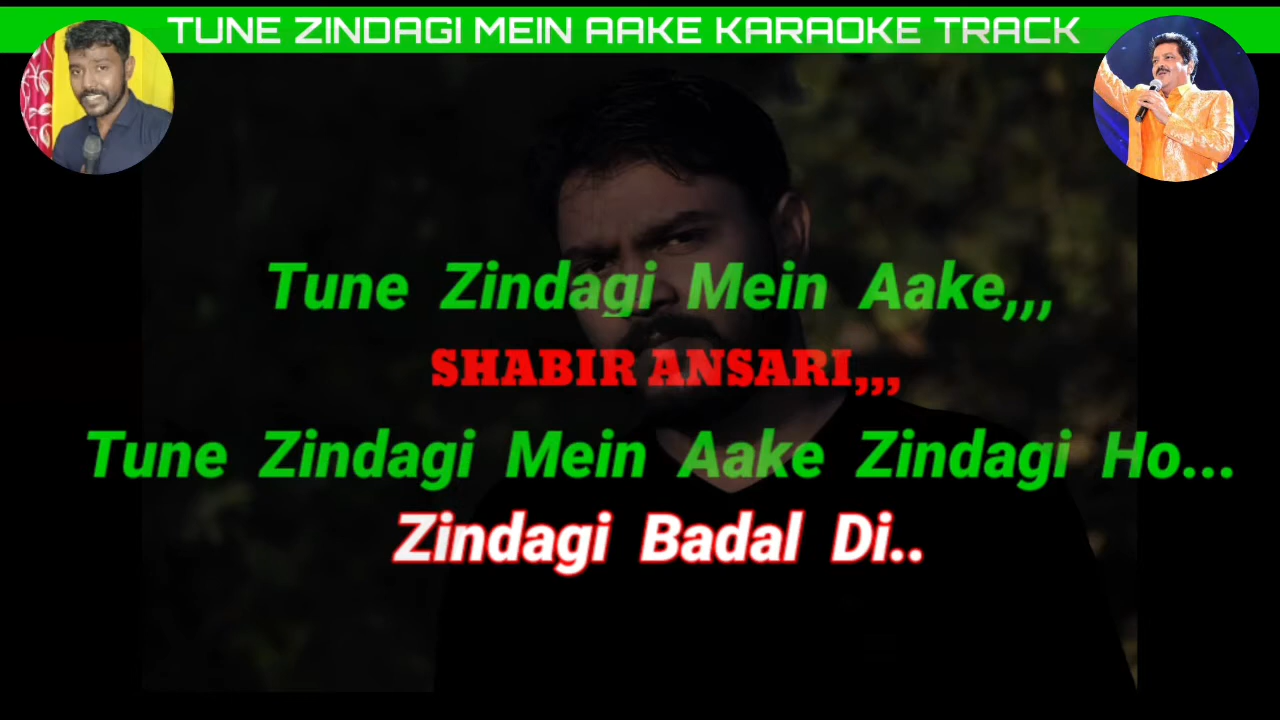 TUNE ZINDAGI MEIN AAKE KARAOKE TRACK
Tune Zindagi Mein Aake,,,
SHABIR ANSARI,,,
Tune Zindagi Mein Aake Zindagi Ho...
Zindagi Badal Di..